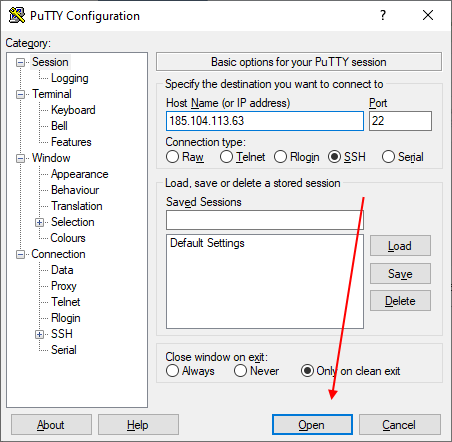 PuTTY Configuration
?
Category:
Session
Logging
Terminal
Keyboard
Bell
Features
Window
Appearance
Behaviour
Translation
Selection
Colours
Connection
Data
Proxy
Telnet
Rlogin
SSH
Serial
Basic options for your PuTTY session
Specify the destination you want to connect to
Host Name (or IP address) Port
185.104.113.63 22
Connection type:
Raw Telnet Rlogin SSH Serial
Load, save or delete a stored session
Saved Sessions
Default Settings
Load
Save
Delete
Close window on exit:
Always Never Only on clean exit
About Help Open Cancel